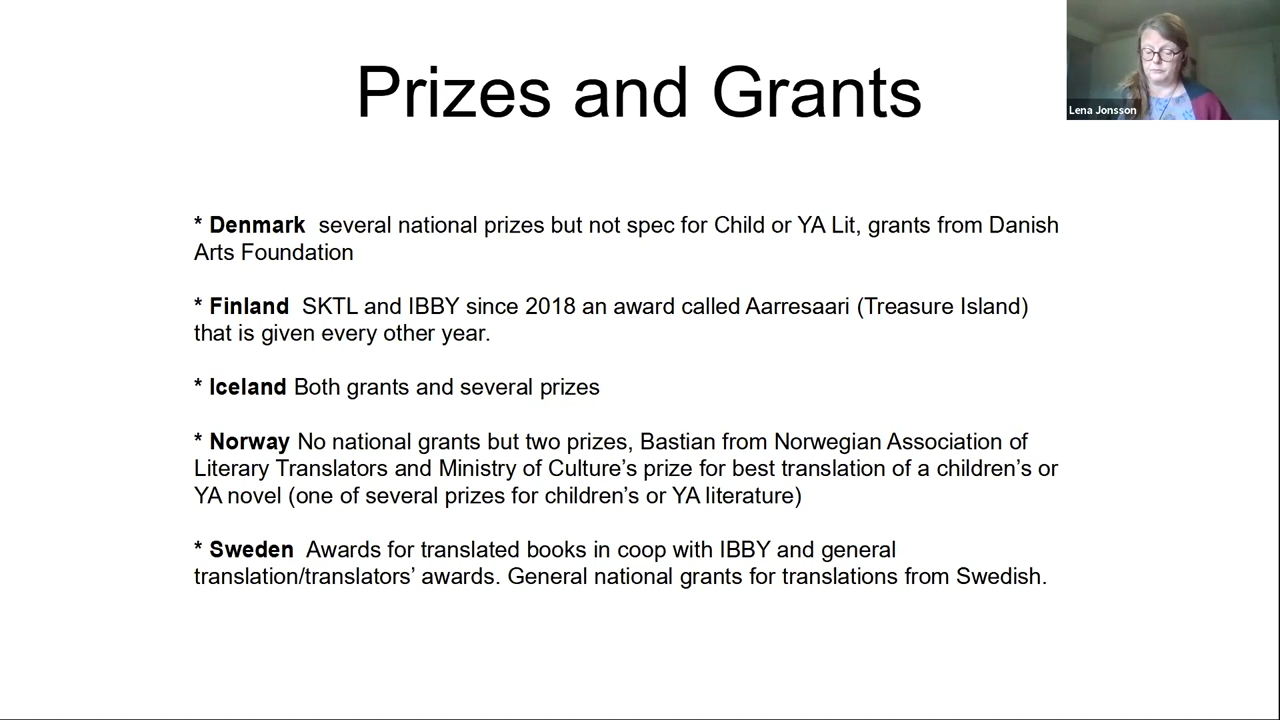 Prizes and Grants
Lena Jonsson
* Denmark  several national prizes but not spec for Child or YA Lit, grants from Danish
Arts Foundation
* Finland  SKTL and IBBY since 2018 an award called Aarresaari (Treasure Island)
that is given every other year.
* Iceland Both grants and several prizes
* Norway No national grants but two prizes, Bastian from Norwegian Association of
Literary Translators and Ministry of Culture’s prize for best translation of a children’s or
YA novel (one of several prizes for children’s or YA literature)
* Sweden  Awards for translated books in coop with IBBY and general
translation/translators’ awards. General national grants for translations from Swedish.